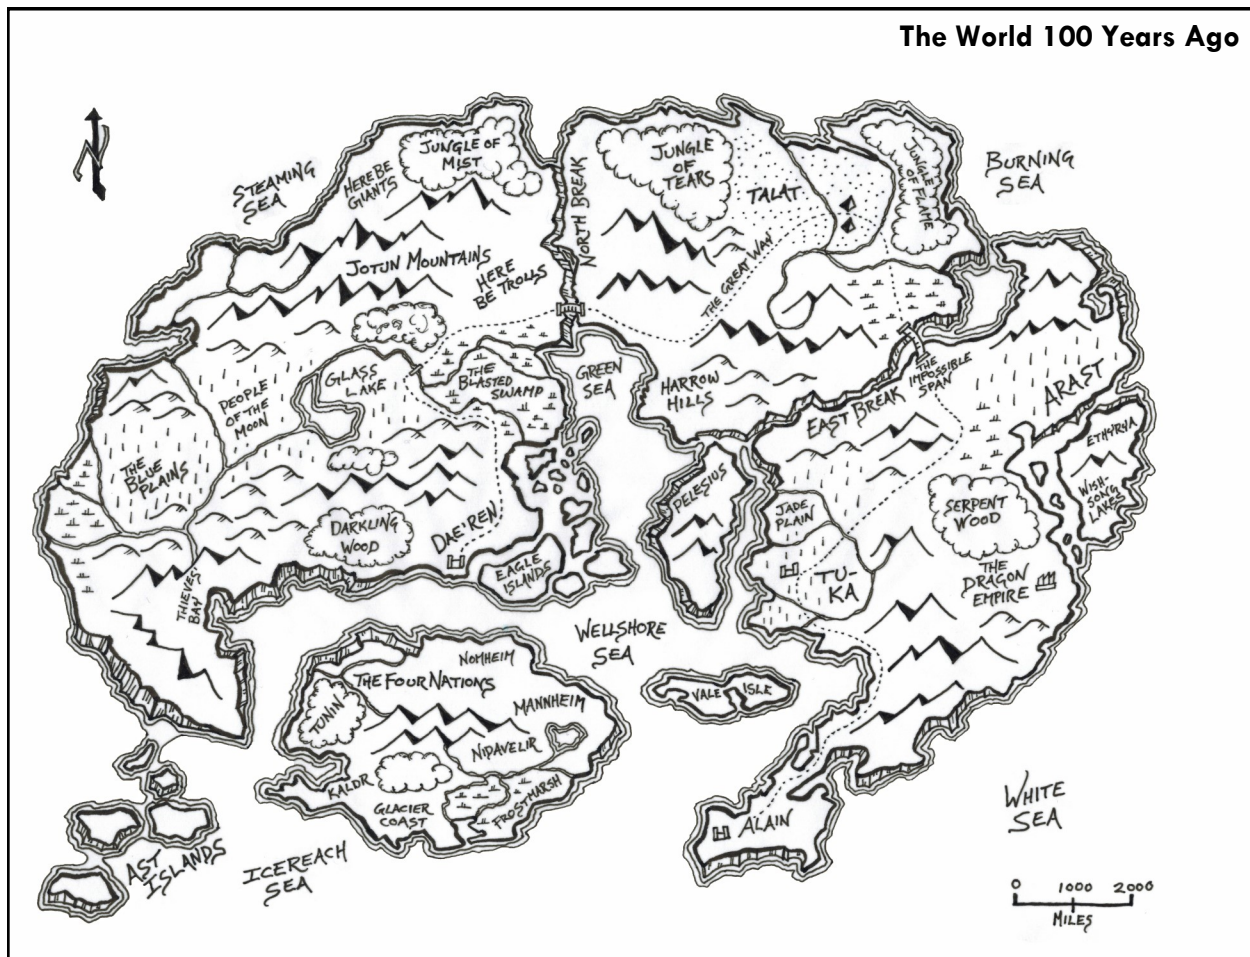 The World 100 Years Ago
N
STEAMING
SEA
HERE BE
GIANTS
JUNGLE OF
MIST
JOTUN MOUNTAINS
HERE
BE TROLLS
NORTH BREAK
JUNGLE
OF
TEARS
TALAT
JUNGLE
OF FLAME
BURNING
SEA
THE GREAT WAY
GLASS
LAKE
THE
BLASTED
SWAMP
GREEN
SEA
HARROW
HILLS
THE
IMPOSSIBLE
SPAN
EAST BREAK
ARAST
PEOPLE
OF THE
MOON
THE
BLUE
PLAINS
DARKLING
WOOD
DAE'REN
EAGLE
ISLANDS
PELESIUS
JADE
PLAIN
TU-
KA
SERPENT
WOOD
THE
DRAGON
EMPIRE
ETHYRYA
WISH-
SONG
LAKES
THIEVES'
BAY
WELLSHORE
SEA
NOMHEIM
THE FOUR NATIONS
TUNIN
MANNHEIM
NIPAVELIR
KALDR
GLACIER
COAST
FROSTMARSH
VALE ISLE
A'LAIN
WHITE
SEA
AST
ISLANDS
ICEREACH
SEA
0 1000 2000
MILES